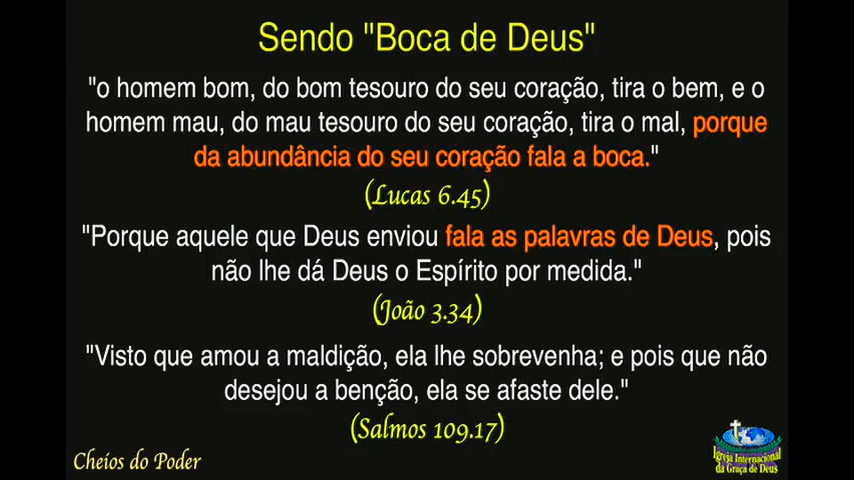 Sendo "Boca de Deus"
"o homem bom, do bom tesouro do seu coração, tira o bem, e o
homem mau, do mau tesouro do seu coração, tira o mal, porque
da abundância do seu coração fala a boca."
(Lucas 6.45)
"Porque aquele que Deus enviou fala as palavras de Deus, pois
não lhe dá Deus o Espírito por medida."
(João 3.34)
"Visto que amou a maldição, ela lhe sobrevenha; e pois que não
desejou a benção, ela se afaste dele."
(Salmos 109.17)
Cheios do Poder
Igreja Internacional
da Graça de Deus